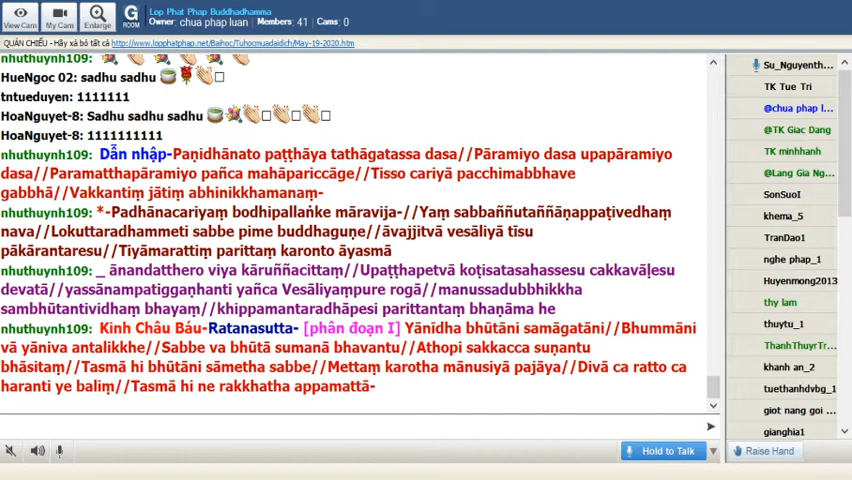 Lop Phat Phap Buddhadhamma
Owner: chua phap luan Members: 41 Cams: 0
View Cam
My Cam
Enlarge
G ROOM
QUÁN CHIẾU - Hãy xả bỏ tất cả http://www.lophatphap.net/Baihoc/Tuhocmuadaidich/May-19-2020.htm
nhuthuynh109:
HueNgoc 02: sadhu sadhu
tntueduyen: 1111111
HoaNguyet-8: Sadhu sadhu sadhu
HoaNguyet-8: 1111111111
nhuthuynh109: Dẫn nhập-Paṇidhānato paṭṭhāya tathāgatassa dasa//Pāramiyo dasa upapāramiyo
dasa//Paramatthapāramiyo pañca mahāpariccāge//Tisso cariyā pacchimabbhave
gabbhā//Vakkantiṃ jātiṃ abhinikkhamanaṃ-
nhuthuynh109: *-Padhānacariyaṃ bodhipallaṅke māravija-//Yaṃ sabbaññutaññāṇappaṭivedhaṃ
nava//Lokuttaradhammeti sabbe pime buddhaguṇe//āvajjitvā vesāliyā tīsu
pākārantaresu//Tiyāmarattiṃ parittaṃ karonto āyasmā
nhuthuynh109: _ ānandatthero viya kāruññacittaṃ//Upaṭṭhapetvā koṭisatasahassesu cakkavāḷesu
devatā//yassānampatiggaṇhanti yañca Vesāliyaṃpure rogā//manussadubbhikkha
sambhūtantividhaṃ bhayaṃ//khippamantaradhāpesi parittantaṃ bhaṇāma he
nhuthuynh109: Kinh Châu Báu-Ratanasutta- [phân đoạn I] Yānīdha bhūtāni samāgatāni//Bhummāni
vā yāniva antalikkhe//Sabbe va bhūtā sumanā bhavantu//Athopi sakkacca suṇantu
bhāsitaṃ//Tasmā hi bhūtāni sāmetha sabbe//Mettaṃ karotha mānusiyā pajāya//Divā ca ratto ca
haranti ye baliṃ//Tasmā hi ne rakkhatha appamattā-
Su_Nguyenth...
TK Tue Tri
@chua phap l...
@TK Giac Dang
TK minhhanh
@Lang Gia Ng...
SonSuoI
khema_5
TranDao1
nghe phap_1
Huyenmong2013
thy lam
thuytu_1
ThanhThuyrTr...
khanh an_2
tuethanhdvbg_1
giot nang goi ...
gianghia1
Hold to Talk
Raise Hand